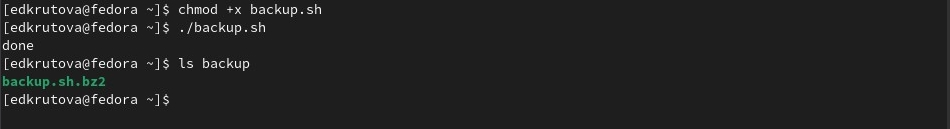 [edkrutova@fedora ~]$ chmod +x backup.sh
[edkrutova@fedora ~]$ ./backup.sh
done
[edkrutova@fedora ~]$ ls backup
backup.sh.bz2
[edkrutova@fedora ~]$